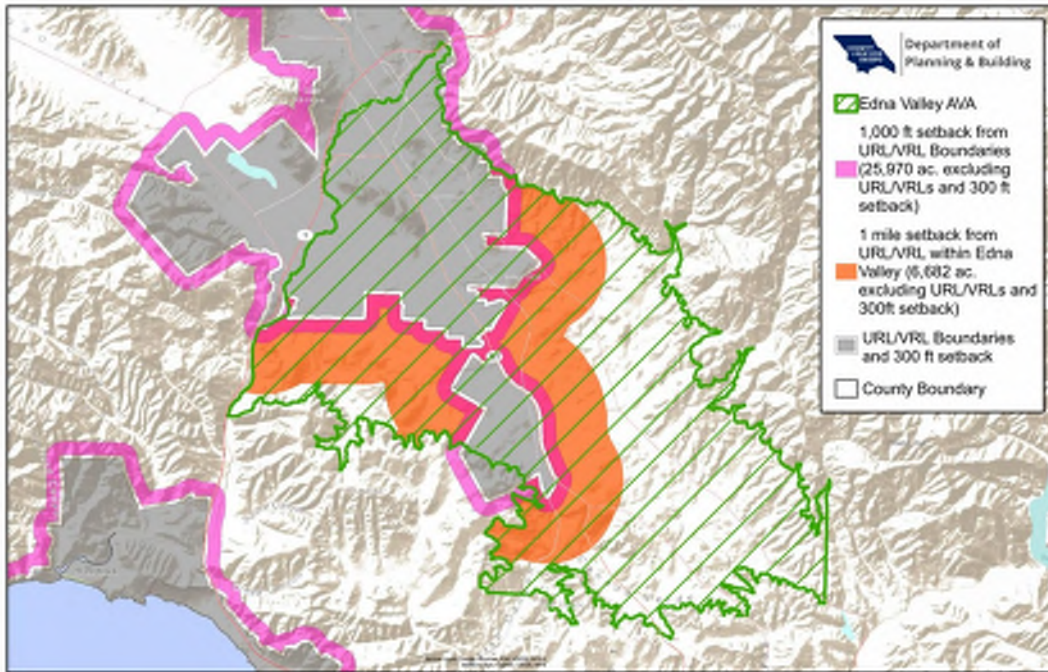 Department of
Planning & Building
Edna Valley AVA
1,000 ft setback from
URL/VRL Boundaries
(25,970 ac. excluding
URL/VRLs and 300 ft
setback)
1 mile setback from
URL/VRL within Edna
Valley (6,682 ac.
excluding URL/VRLs and
300ft setback)
URL/VRL Boundaries
and 300 ft setback
County Boundary